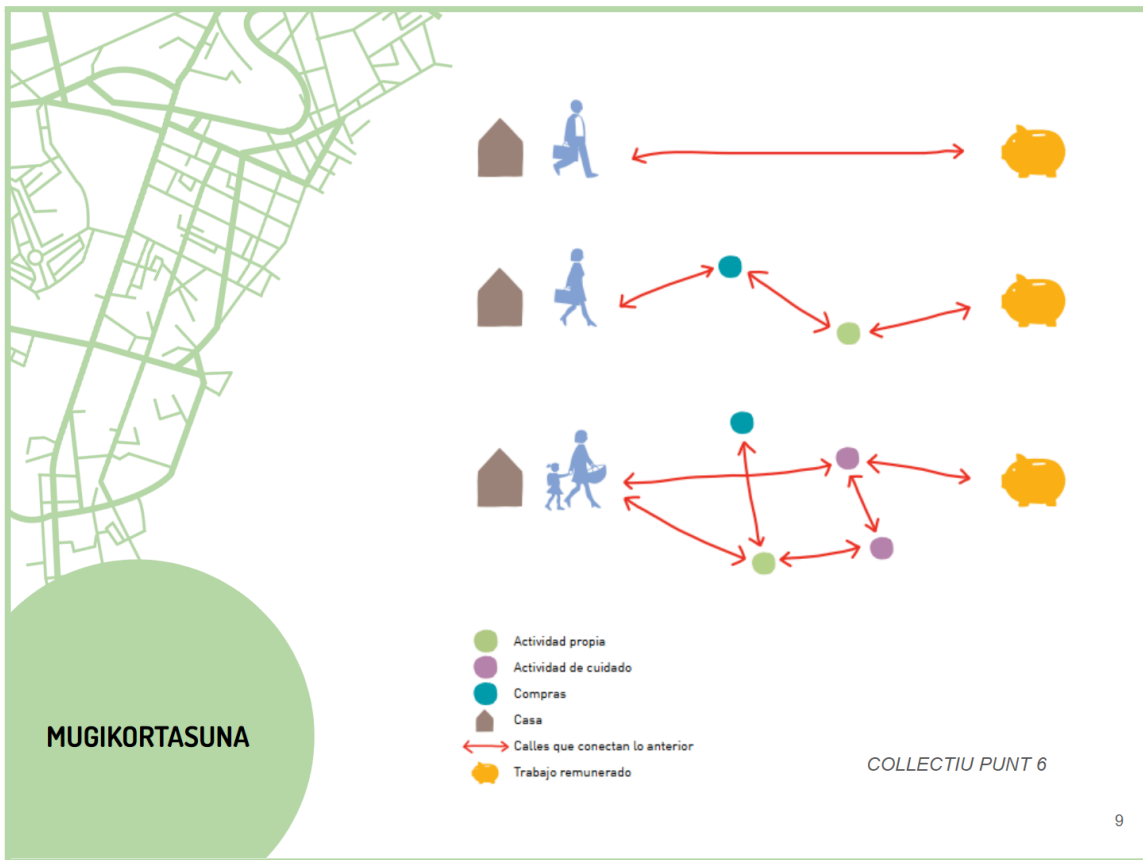 Actividad propia
Actividad de cuidado
Compras
Casa
Calles que conectan lo anterior
Trabajo remunerado
MUGIKORTASUNA
COLLECTIU PUNT 6
9